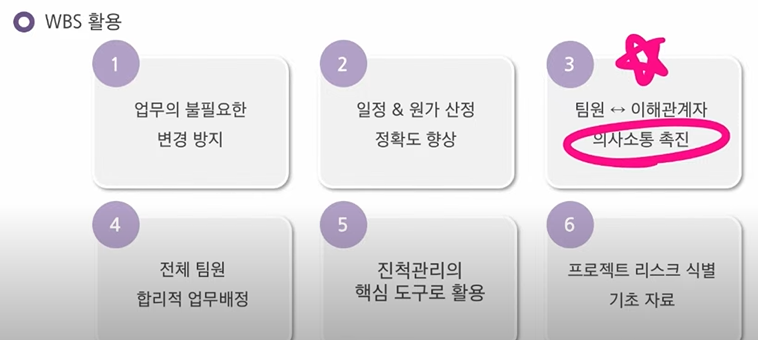 WBS 활용
1
업무의 불필요한
변경 방지
2
일정 & 원가 산정
정확도 향상
3
팀원 ↔ 이해관계자
의사소통 촉진
4
전체 팀원
합리적 업무배정
5
진척관리의
핵심 도구로 활용
6
프로젝트 리스크 식별
기초 자료